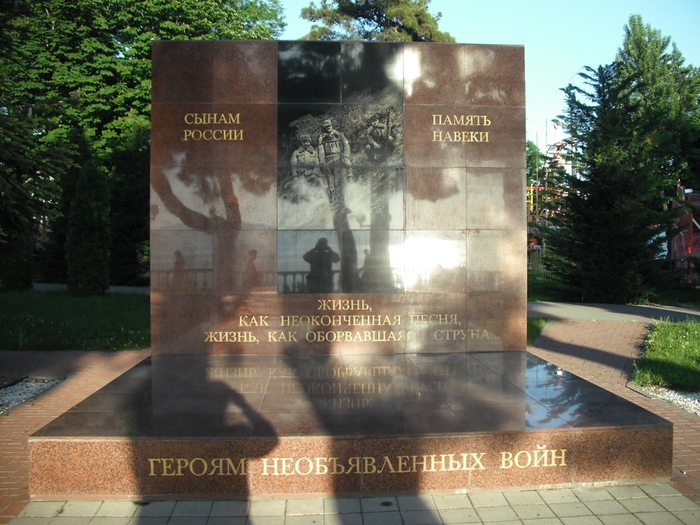 СЫНАМ
РОССИИ
ПАМЯТЬ
НАВЕКИ
ЖИЗНЬ,
КАК НЕОКОНЧЕННАЯ ПЕСНЯ,
ЖИЗНЬ, КАК ОБОРВАВШАЯСЯ СТРУНА...
ГЕРОЯМ НЕОБЪЯВЛЕННЫХ ВОЙН